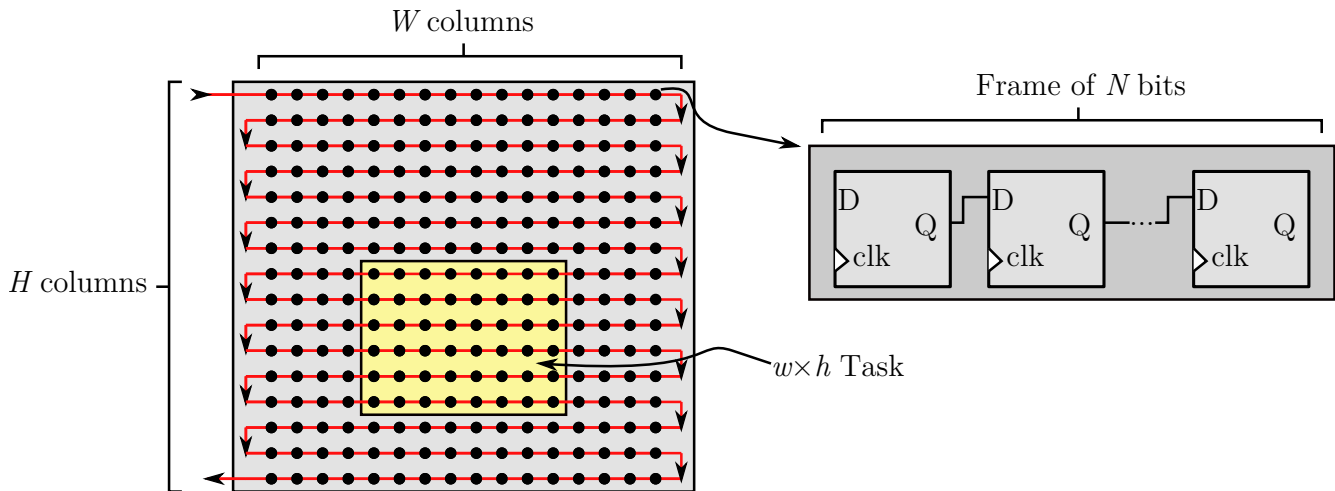 W columns
Frame of N bits
D
Q
clk
D
Q
clk
...
D
Q
clk
H columns
w×h Task